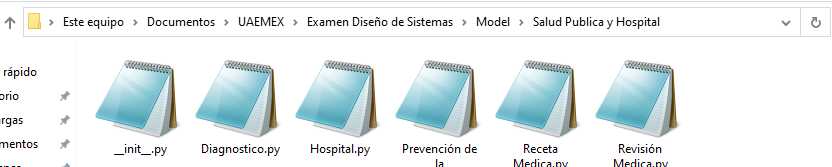 Este equipo > Documentos > UAEMEX > Examen Diseño de Sistemas > Model > Salud Publica y Hospital
rápido
orio
rgas
mentos
__init__.py
Diagnostico.py
Hospital.py
Prevención de
la
Receta
Medica.py
Revisión
Medica.py